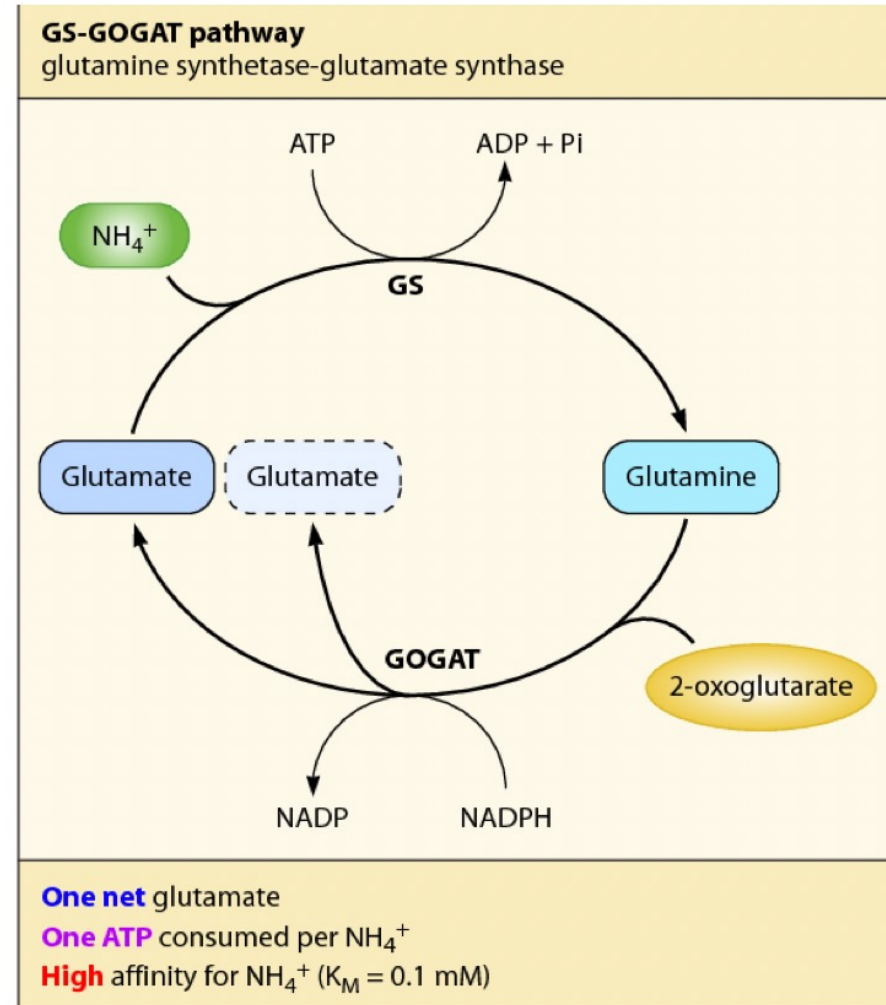 GS-GOGAT pathway
glutamine synthetase-glutamate synthase
ATP
ADP + Pi
NH₄⁺
GS
Glutamate
Glutamate
Glutamine
GOGAT
2-oxoglutarate
NADP
NADPH
One net glutamate
One ATP consumed per NH₄⁺
High affinity for NH₄⁺ (K_M = 0.1 mM)